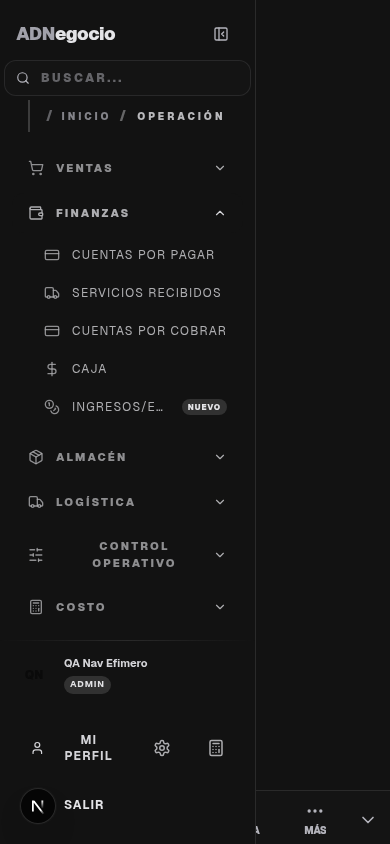 ADNegocio
BUSCAR...
/ INICIO / OPERACIÓN
VENTAS
FINANZAS
CUENTAS POR PAGAR
SERVICIOS RECIBIDOS
CUENTAS POR COBRAR
CAJA
INGRESOS/E... NUEVO
ALMACÉN
LOGÍSTICA
CONTROL
OPERATIVO
COSTO
QN
QA Nav Efimero
ADMIN
MI
PERFIL
N SALIR
A
MÁS